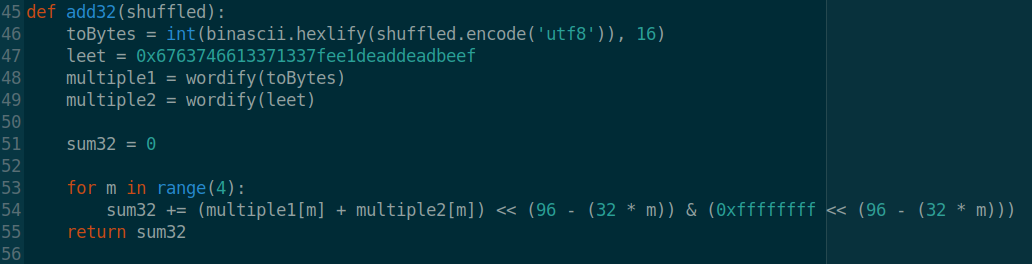 45 def add32(shuffled):
46     toBytes = int(binascii.hexlify(shuffled.encode('utf8')), 16)
47     leet = 0x6763746613371337fee1deaddeadbeef
48     multiple1 = wordify(toBytes)
49     multiple2 = wordify(leet)
50
51     sum32 = 0
52
53     for m in range(4):
54         sum32 += (multiple1[m] + multiple2[m]) << (96 - (32 * m)) & (0xffffffff << (96 - (32 * m)))
55     return sum32
56